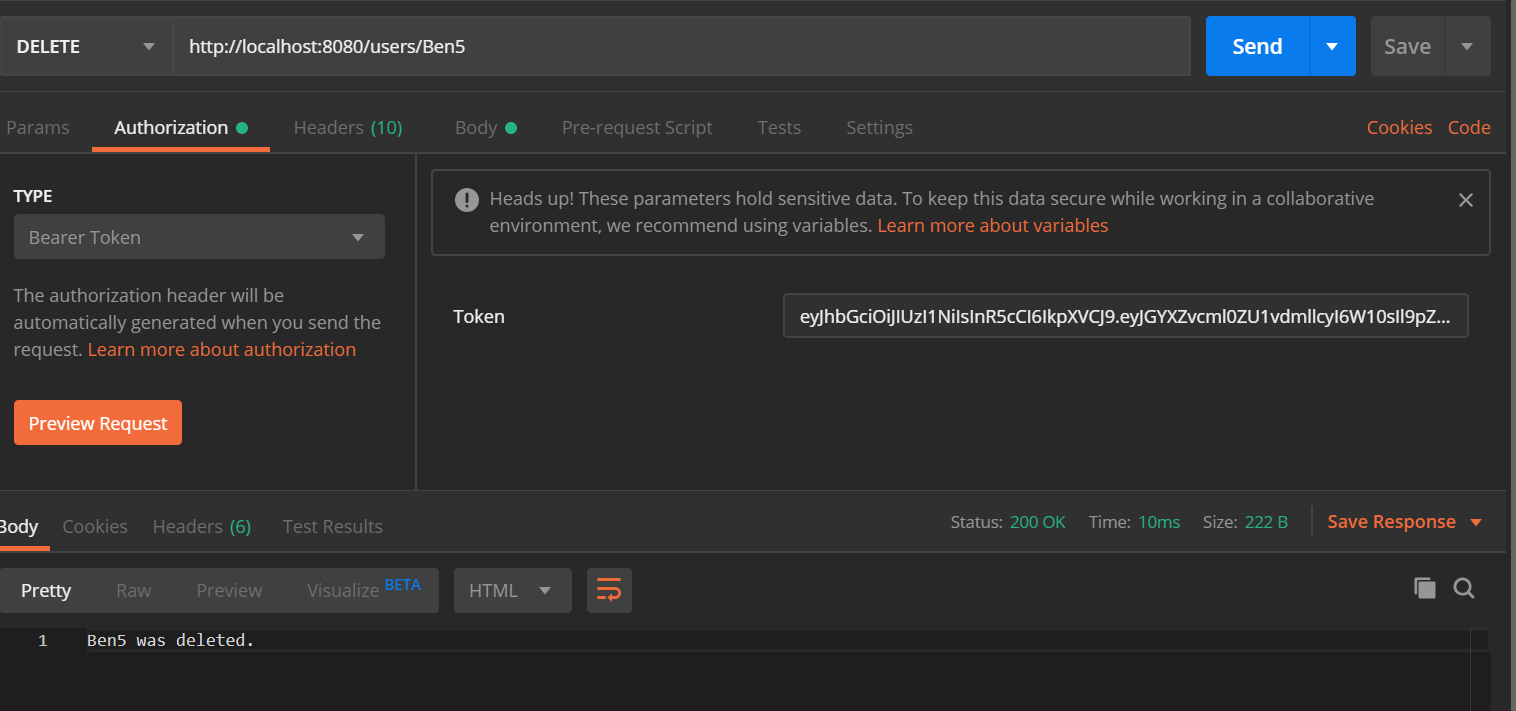 DELETE http://localhost:8080/users/Ben5 Send Save
Params Authorization Headers (10) Body Pre-request Script Tests Settings Cookies Code
TYPE
Bearer Token
The authorization header will be
automatically generated when you send the
request. Learn more about authorization
Preview Request
Heads up! These parameters hold sensitive data. To keep this data secure while working in a collaborative
environment, we recommend using variables. Learn more about variables
Token eyJhbGciOiJIUzI1NiIsInR5cCI6IkpXVCJ9.eyJGYXZvcml0ZU1vdmllcyI6W10sIl9pZ...
Body Cookies Headers (6) Test Results Status: 200 OK Time: 10ms Size: 222 B Save Response
Pretty Raw Preview Visualize BETA HTML
1 Ben5 was deleted.